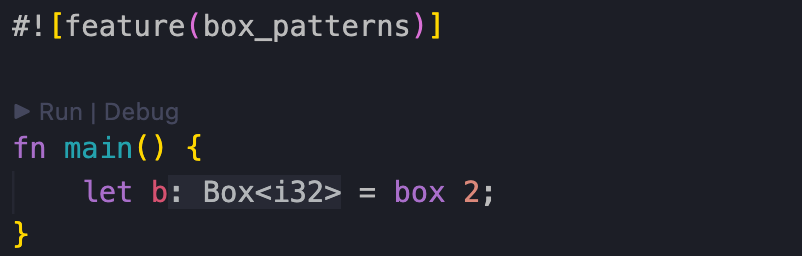 #![feature(box_patterns)]
▶ Run | Debug
fn main() {
    let b: Box<i32> = box 2;
}